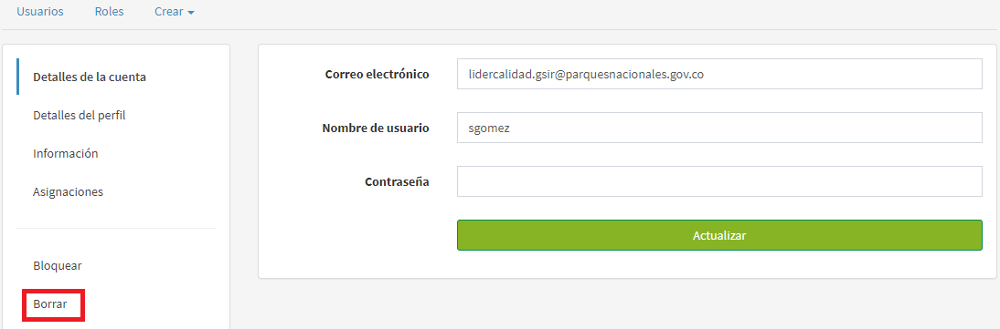 Usuarios Roles Crear
Detalles de la cuenta
Detalles del perfil
Información
Asignaciones
Bloquear
Borrar
Correo electrónico lidercalidad.gsir@parquesnacionales.gov.co
Nombre de usuario sgomez
Contraseña
Actualizar